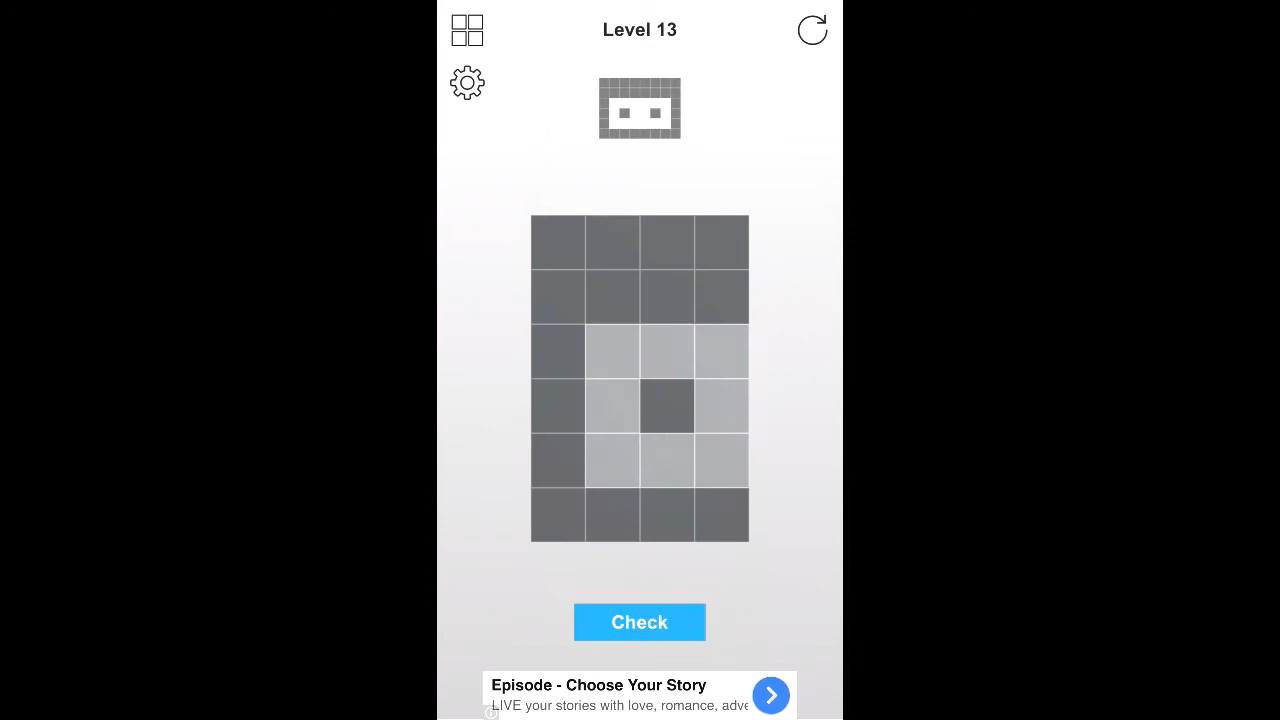 Level 13
Check
Episode - Choose Your Story
LIVE your stories with love, romance, adve